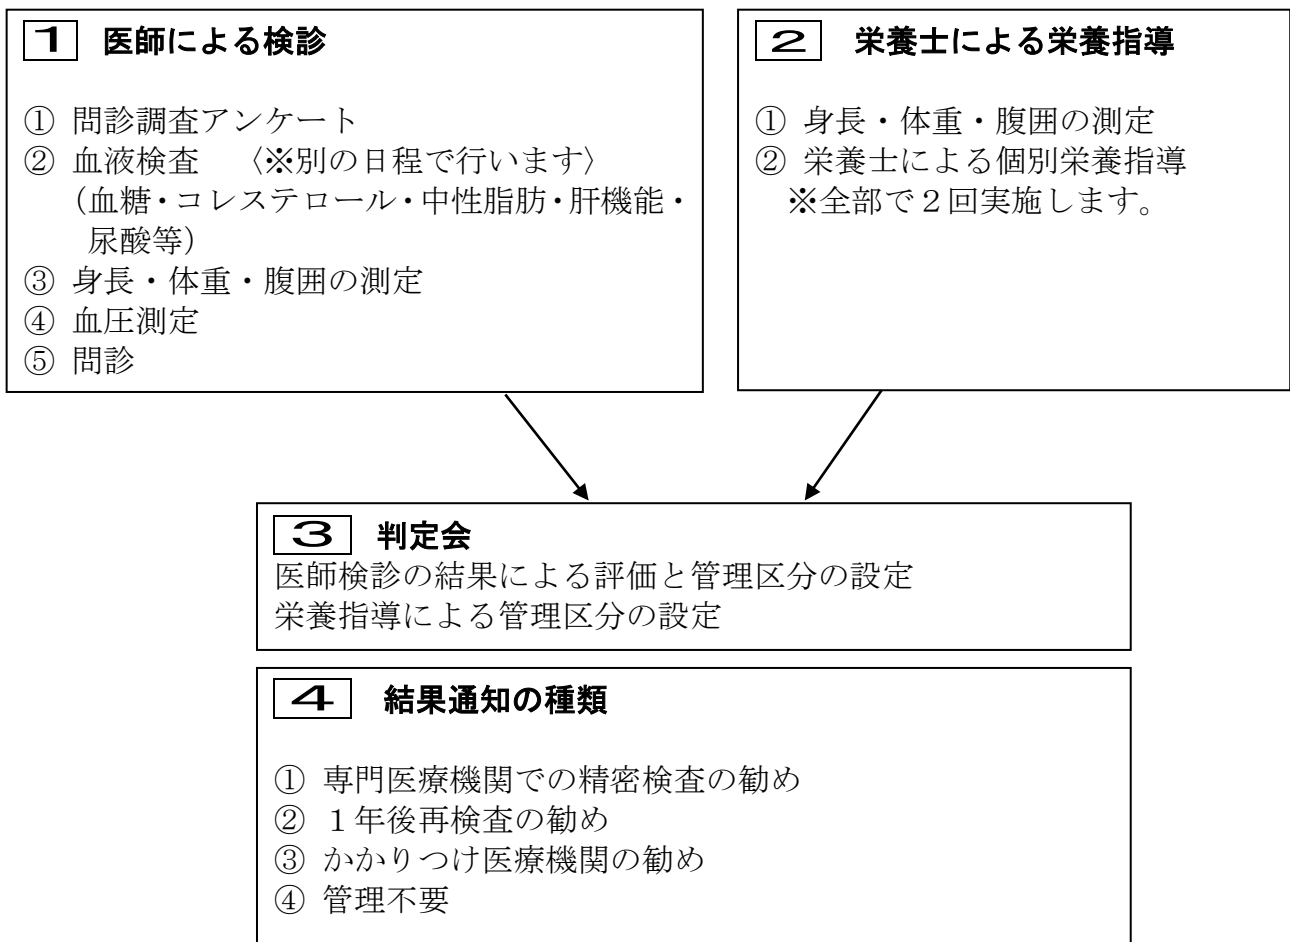 1 医師による検診
① 問診調査アンケート
② 血液検査 〈※別の日程で行います〉
(血糖・コレステロール・中性脂肪・肝機能・
尿酸等)
③ 身長・体重・腹囲の測定
④ 血圧測定
⑤ 問診
2 栄養士による栄養指導
① 身長・体重・腹囲の測定
② 栄養士による個別栄養指導
※全部で2回実施します。
3 判定会
医師検診の結果による評価と管理区分の設定
栄養指導による管理区分の設定
4 結果通知の種類
① 専門医療機関での精密検査の勧め
② 1年後再検査の勧め
③ かかりつけ医療機関の勧め
④ 管理不要